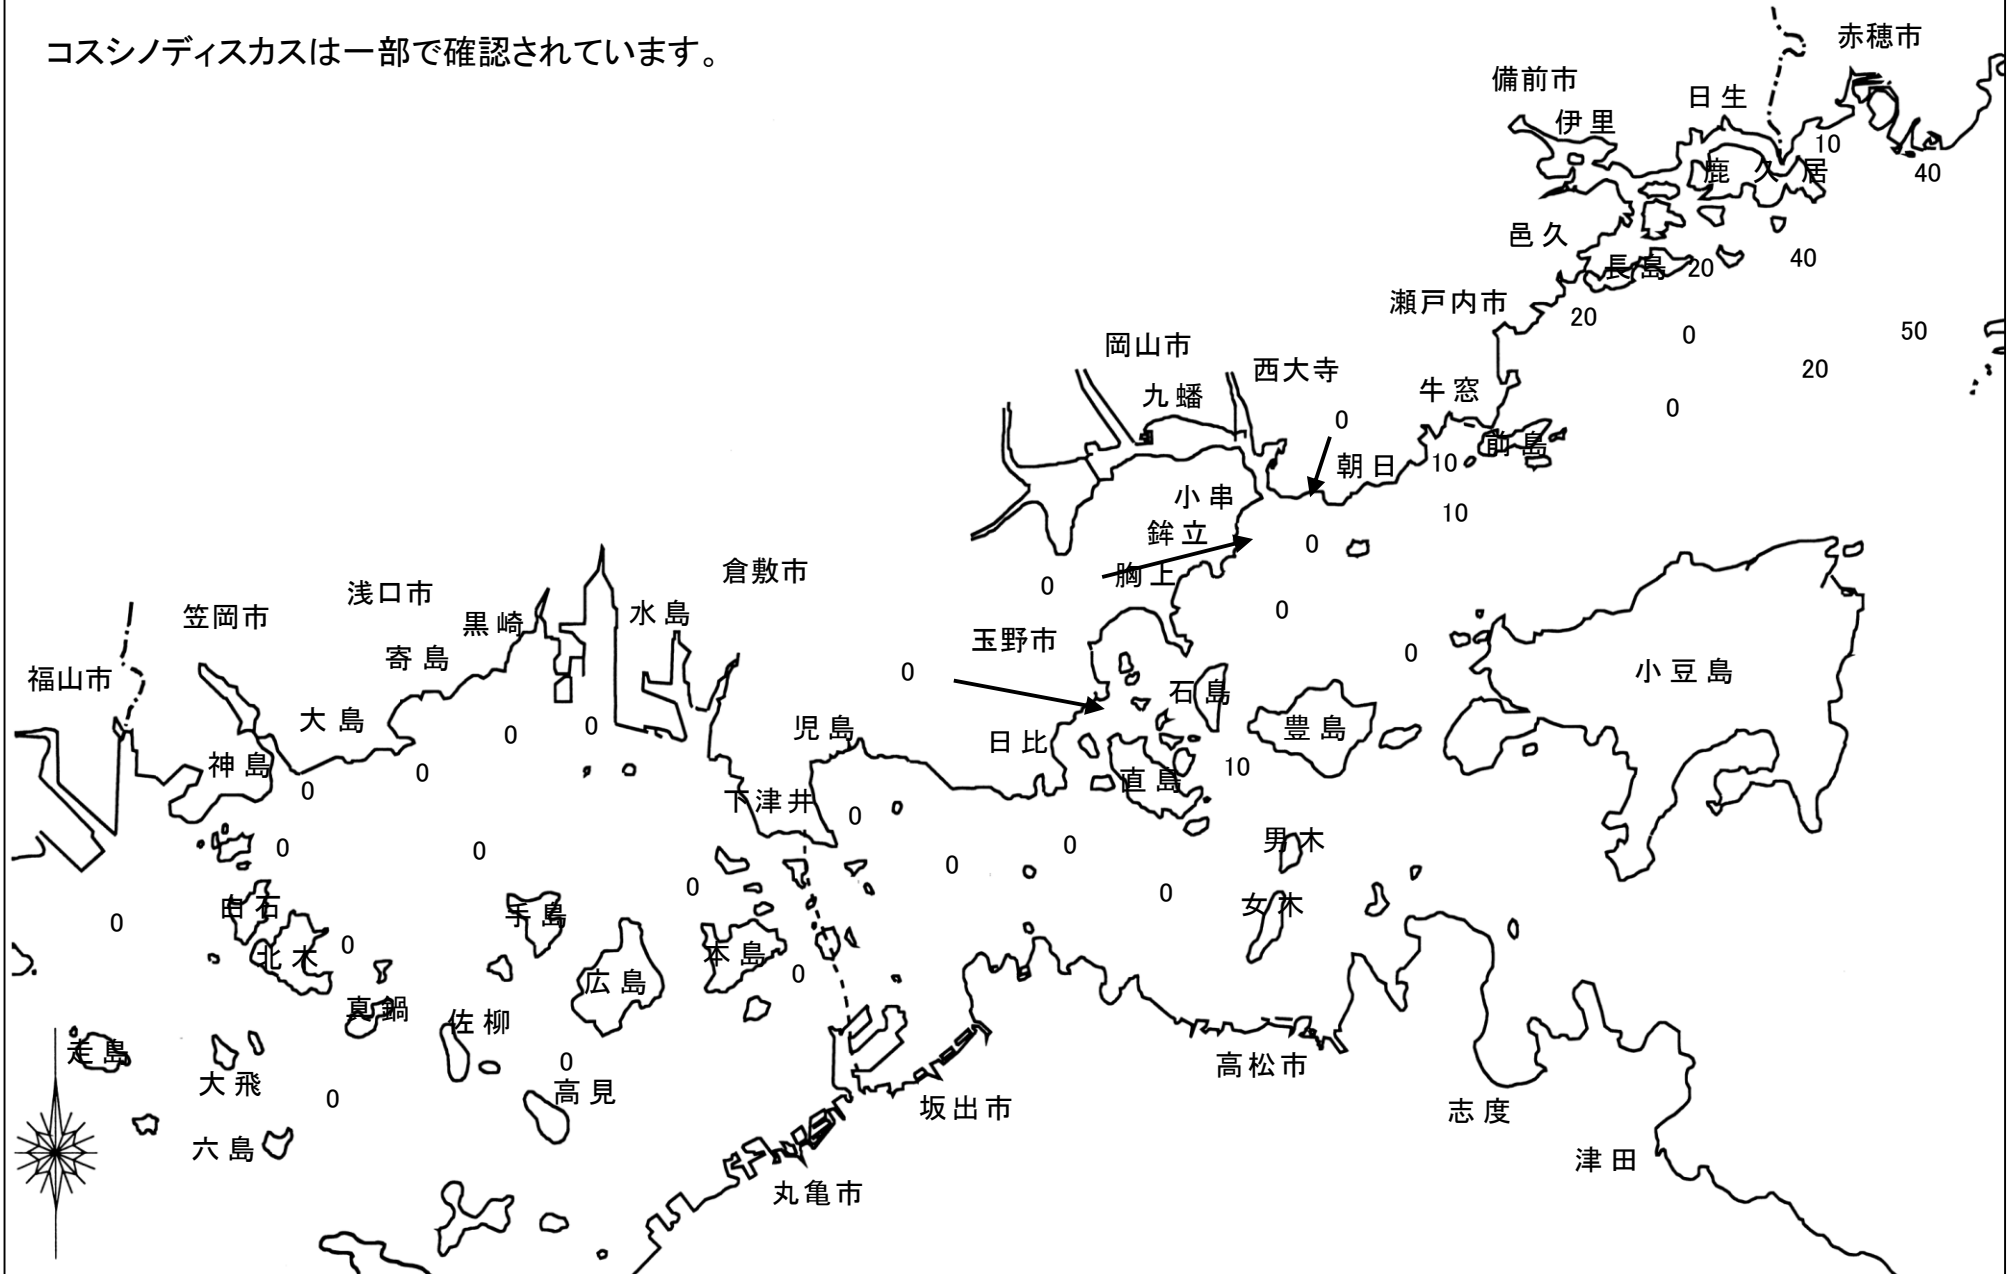 コスシノディスカスは一部で確認されています。
赤穂市
備前市
日生
伊里
10
鹿久居
40
邑久
40
長島
20
瀬戸内市
20
0
50
岡山市
西大寺
20
九蟠
牛窓
0
0
前島
朝日
10
小串
10
鉾立
0
倉敷市
胸上
0
浅口市
笠岡市
水島
0
黒崎
玉野市
0
寄島
0
小豆島
福山市
石島
大島
0
0
児島
豊島
日比
神島
0
10
直島
0
下津井
0
男木
0
0
0
0
0
0
女木
白石
手島
0
0
本島
北木
0
広島
真鍋
佐柳
走島
0
高松市
大飛
高見
0
坂出市
志度
六島
津田
丸亀市